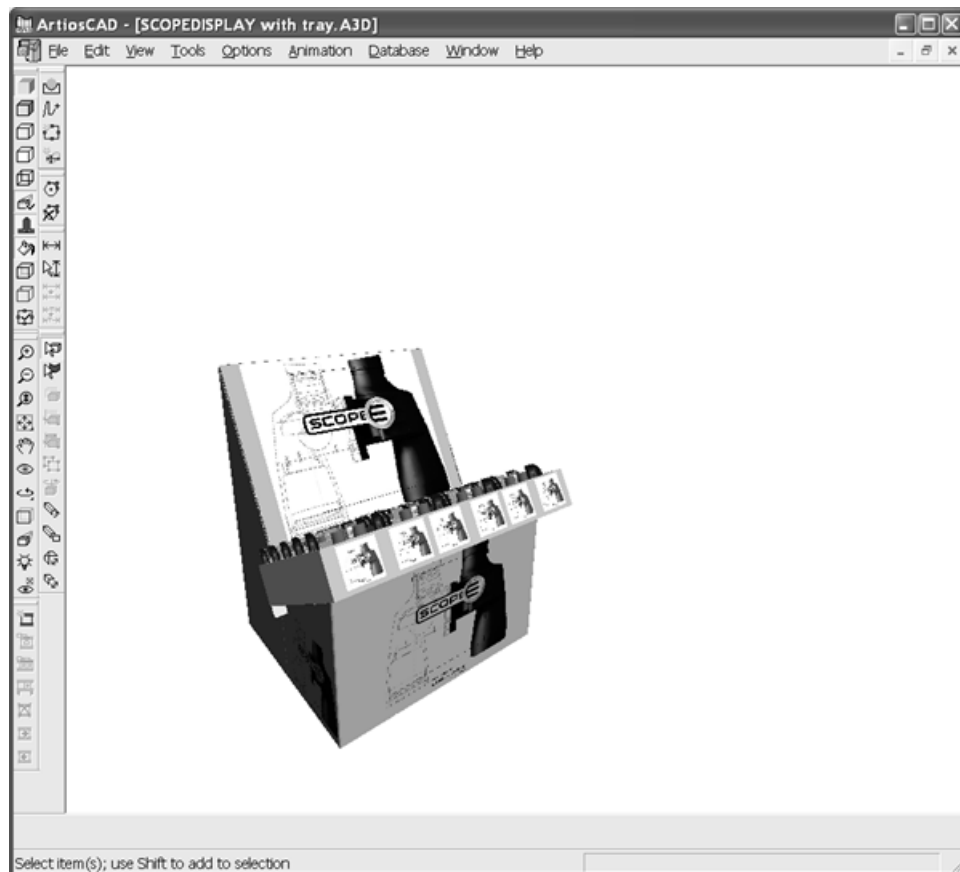 ArtiosCAD - [SCOPEDISPLAY with tray.A3D]
File Edit View Tools Options Animation Database Window Help
SCOPE
SCOPE
Select item(s); use Shift to add to selection